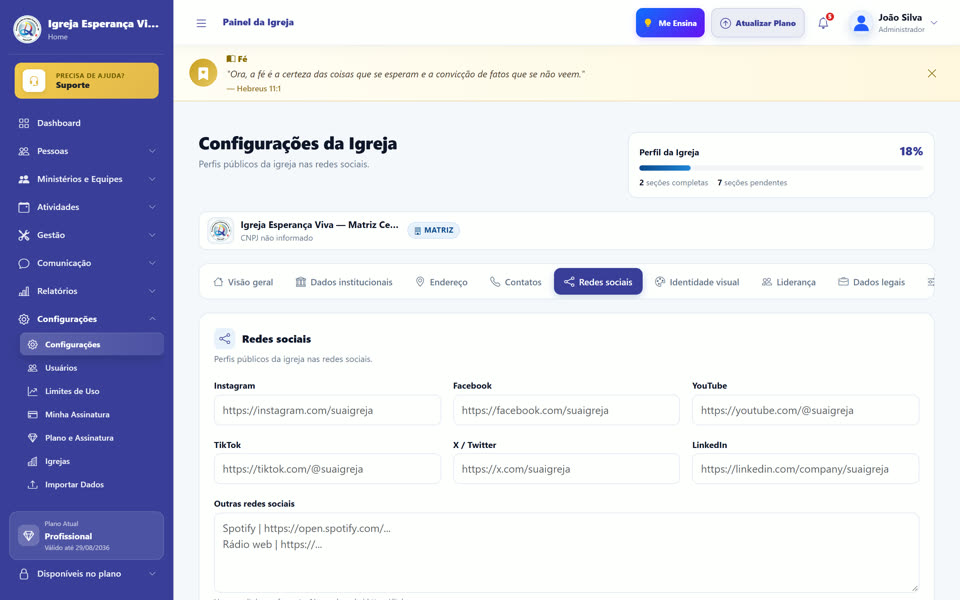 Igreja Esperança Vi...
Home
PRECISA DE AJUDA?
Suporte
Dashboard
Pessoas
Ministérios e Equipes
Atividades
Gestão
Comunicação
Relatórios
Configurações
Configurações
Usuários
Limites de Uso
Minha Assinatura
Plano e Assinatura
Igrejas
Importar Dados
Plano Atual
Profissional
Válido até 29/08/2036
Disponíveis no plano
Painel da Igreja
Me Ensina
Atualizar Plano
João Silva
Administrador
Fé
"Ora, a fé é a certeza das coisas que se esperam e a convicção de fatos que se não veem."
— Hebreus 11:1
Configurações da Igreja
Perfis públicos da igreja nas redes sociais.
Perfil da Igreja 18%
2 seções completas 7 seções pendentes
Igreja Esperança Viva — Matriz Ce... MATRIZ
CNPJ não informado
Visão geral Dados institucionais Endereço Contatos Redes sociais Identidade visual Liderança Dados legais
Redes sociais
Perfis públicos da igreja nas redes sociais.
Instagram Facebook YouTube
https://instagram.com/suaigreja https://facebook.com/suaigreja https://youtube.com/@suaigreja
TikTok X / Twitter LinkedIn
https://tiktok.com/@suaigreja https://x.com/suaigreja https://linkedin.com/company/suaigreja
Outras redes sociais
Spotify | https://open.spotify.com/...
Rádio web | https://...